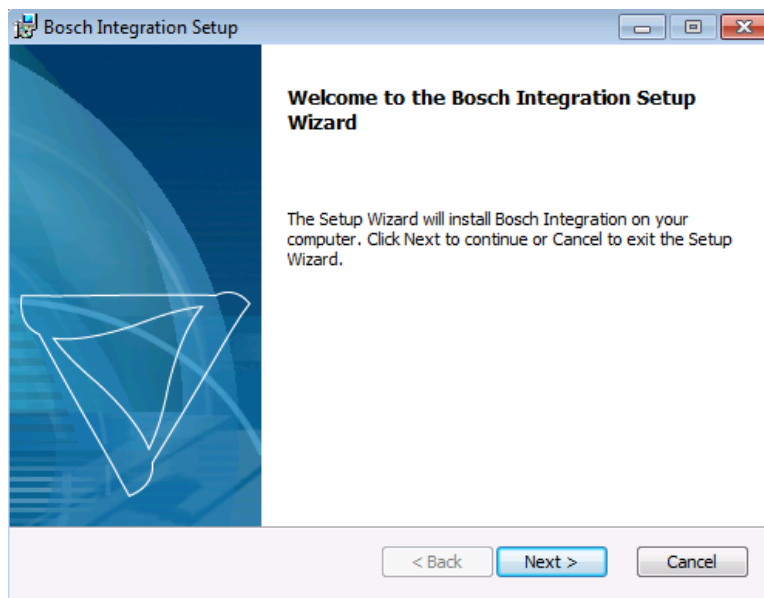 Bosch Integration Setup
Welcome to the Bosch Integration Setup
Wizard
The Setup Wizard will install Bosch Integration on your
computer. Click Next to continue or Cancel to exit the Setup
Wizard.
< Back Next > Cancel